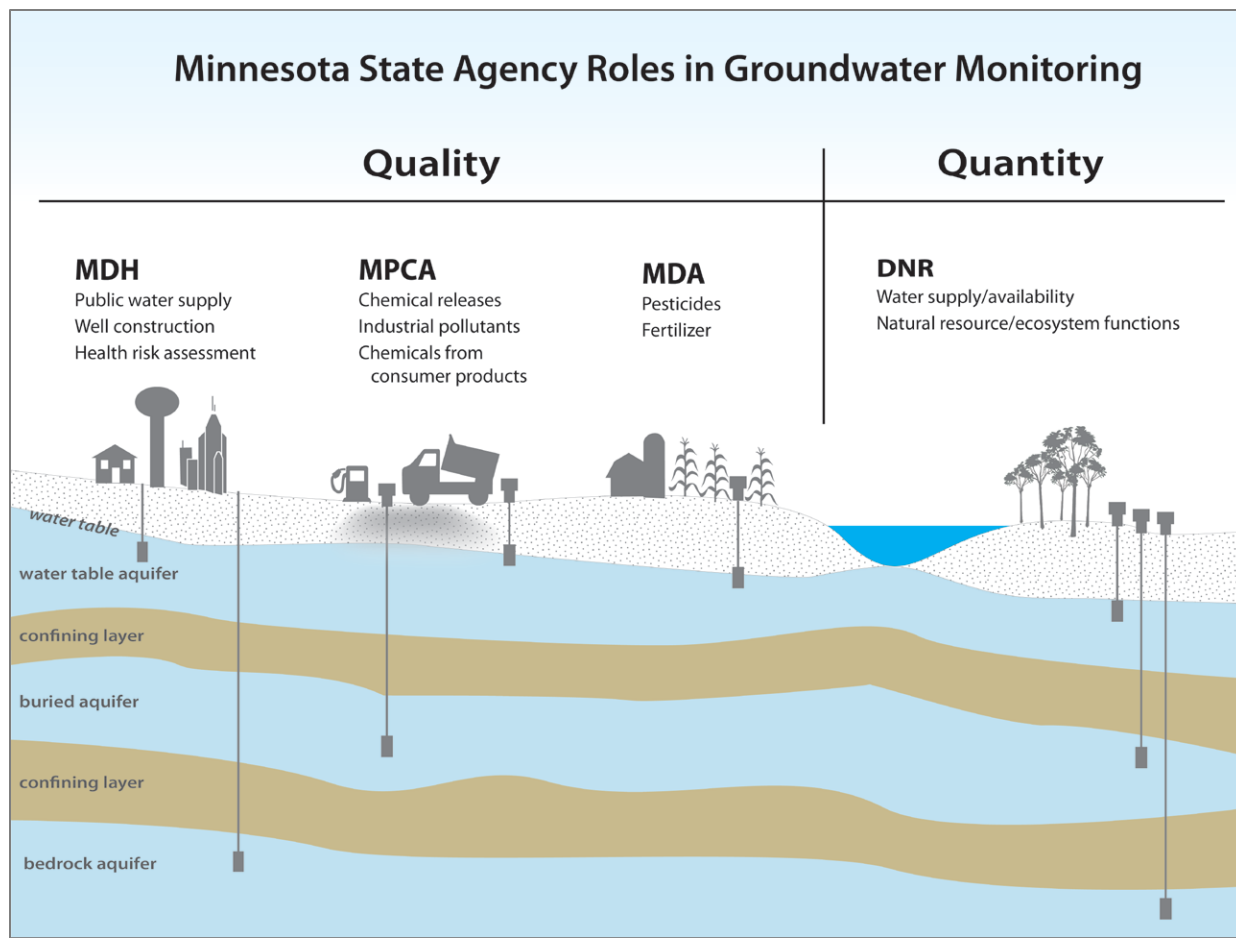 Minnesota State Agency Roles in Groundwater Monitoring
Quality
Quantity
MDH
Public water supply
Well construction
Health risk assessment
MPCA
Chemical releases
Industrial pollutants
Chemicals from
consumer products
MDA
Pesticides
Fertilizer
DNR
Water supply/availability
Natural resource/ecosystem functions
water table
water table aquifer
confining layer
buried aquifer
confining layer
bedrock aquifer